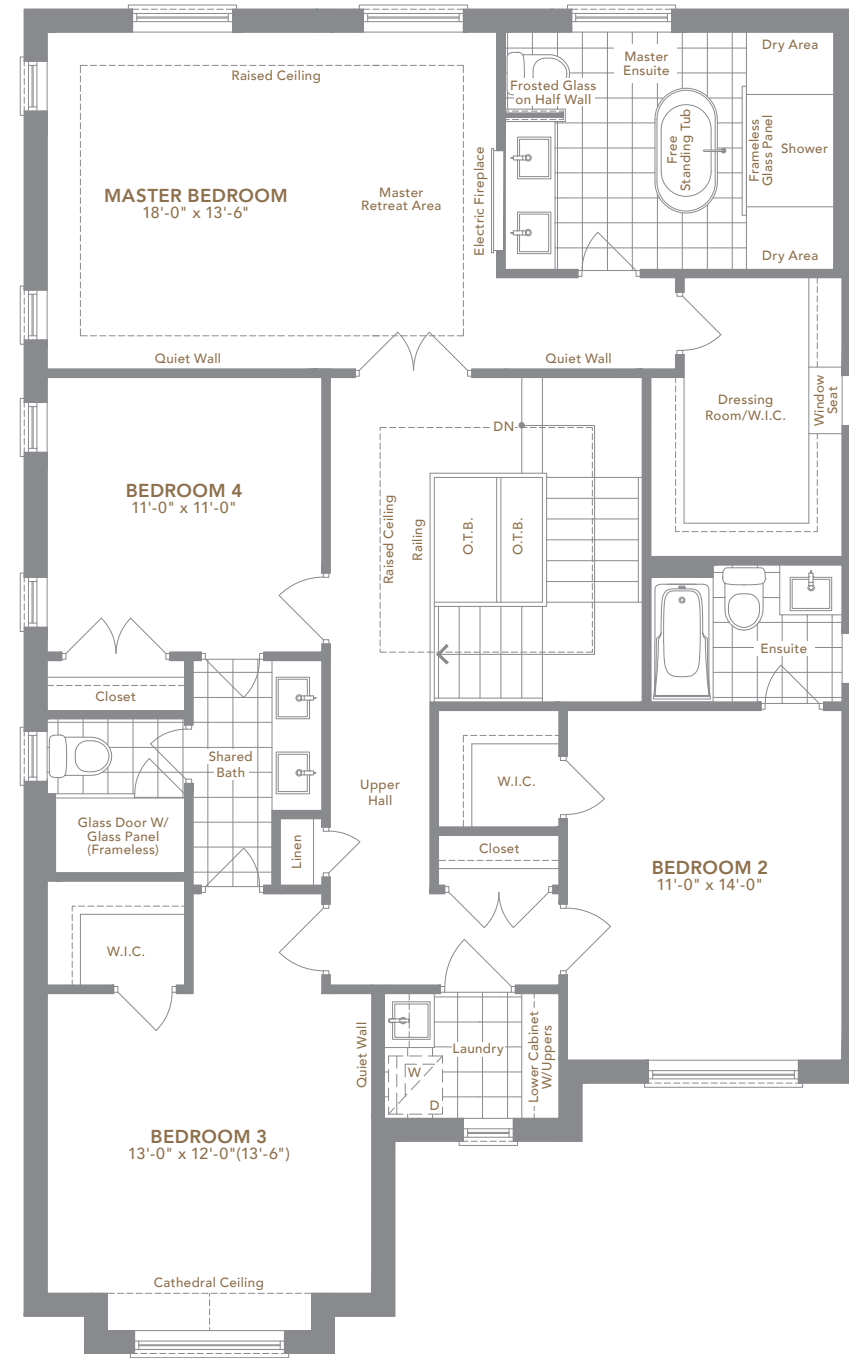 Raised Ceiling
MASTER BEDROOM
18'-0" x 13'-6"
Master
Retreat Area
Electric Fireplace
Quiet Wall
Quiet Wall
Master
Ensuite
Frosted Glass
on Half Wall
Free
Standing Tub
Frameless
Glass Panel
Dry Area
Shower
Dry Area
Dressing
Room/W.I.C.
Window
Seat
BEDROOM 4
11'-0" x 11'-0"
DN
Raised Ceiling
Railing
O.T.B.
O.T.B.
Ensuite
Closet
Shared
Bath
Glass Door W/
Glass Panel
(Frameless)
Linen
Upper
Hall
W.I.C.
Closet
BEDROOM 2
11'-0" x 14'-0"
W.I.C.
Quiet Wall
Laundry
W
D
Lower Cabinet
W/Uppers
BEDROOM 3
13'-0" x 12'-0"(13'-6")
Cathedral Ceiling